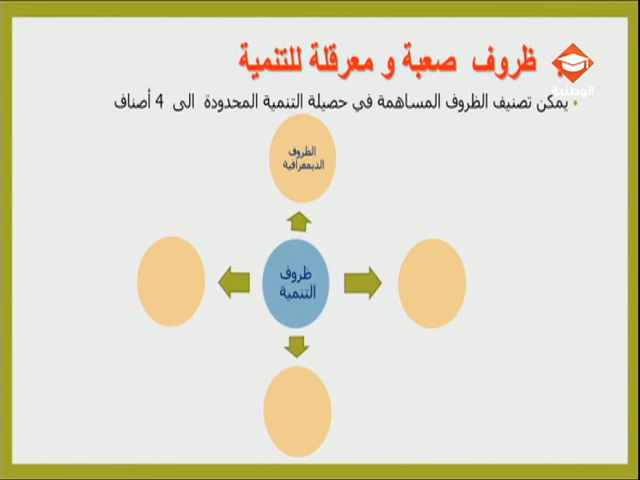 ظروف صعبة و معرقلة للتنمية
الوطنية
• يمكن تصنيف الظروف المساهمة في حصيلة التنمية المحدودة الى 4 أصناف
الظروف
الديمغرافية
ظروف
التنمية